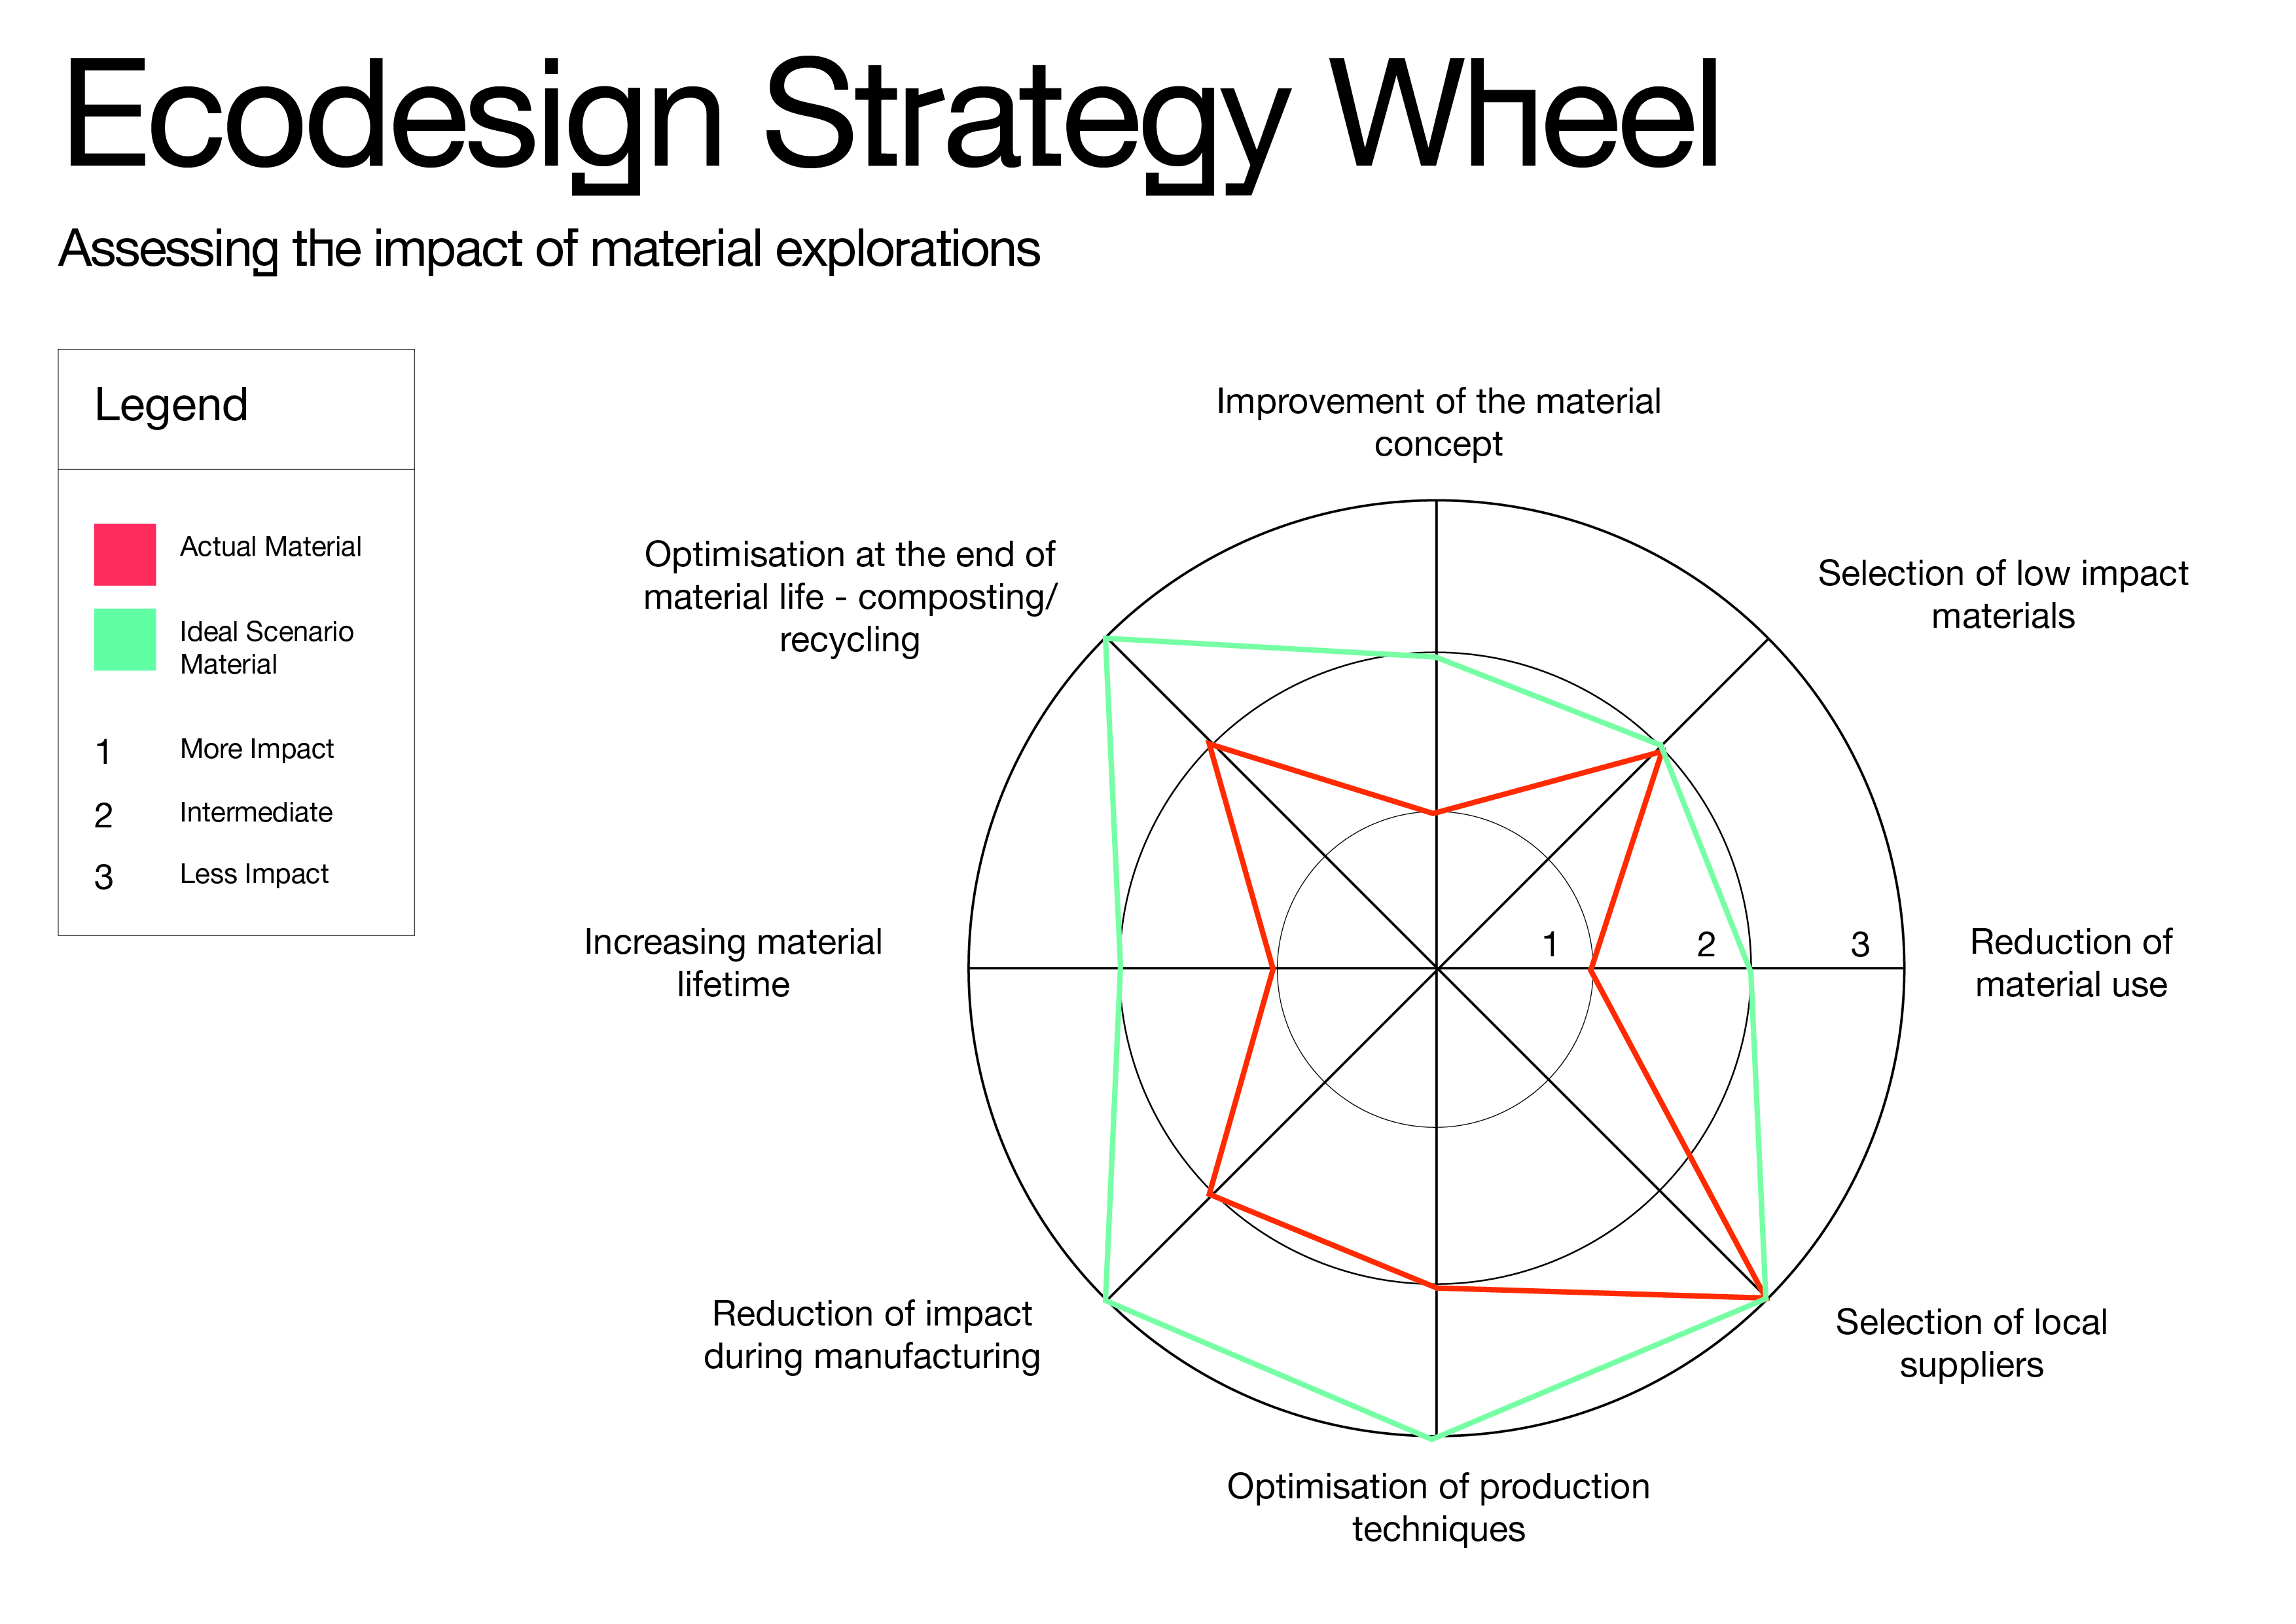 Ecodesign Strategy Wheel
Assessing the impact of material explorations
Legend
Actual Material
Ideal Scenario
Material
1 More Impact
2 Intermediate
3 Less Impact
Improvement of the material
concept
Selection of low impact
materials
Reduction of
material use
Selection of local
suppliers
Optimisation of production
techniques
Reduction of impact
during manufacturing
Increasing material
lifetime
Optimisation at the end of
material life - composting/
recycling
1 2 3